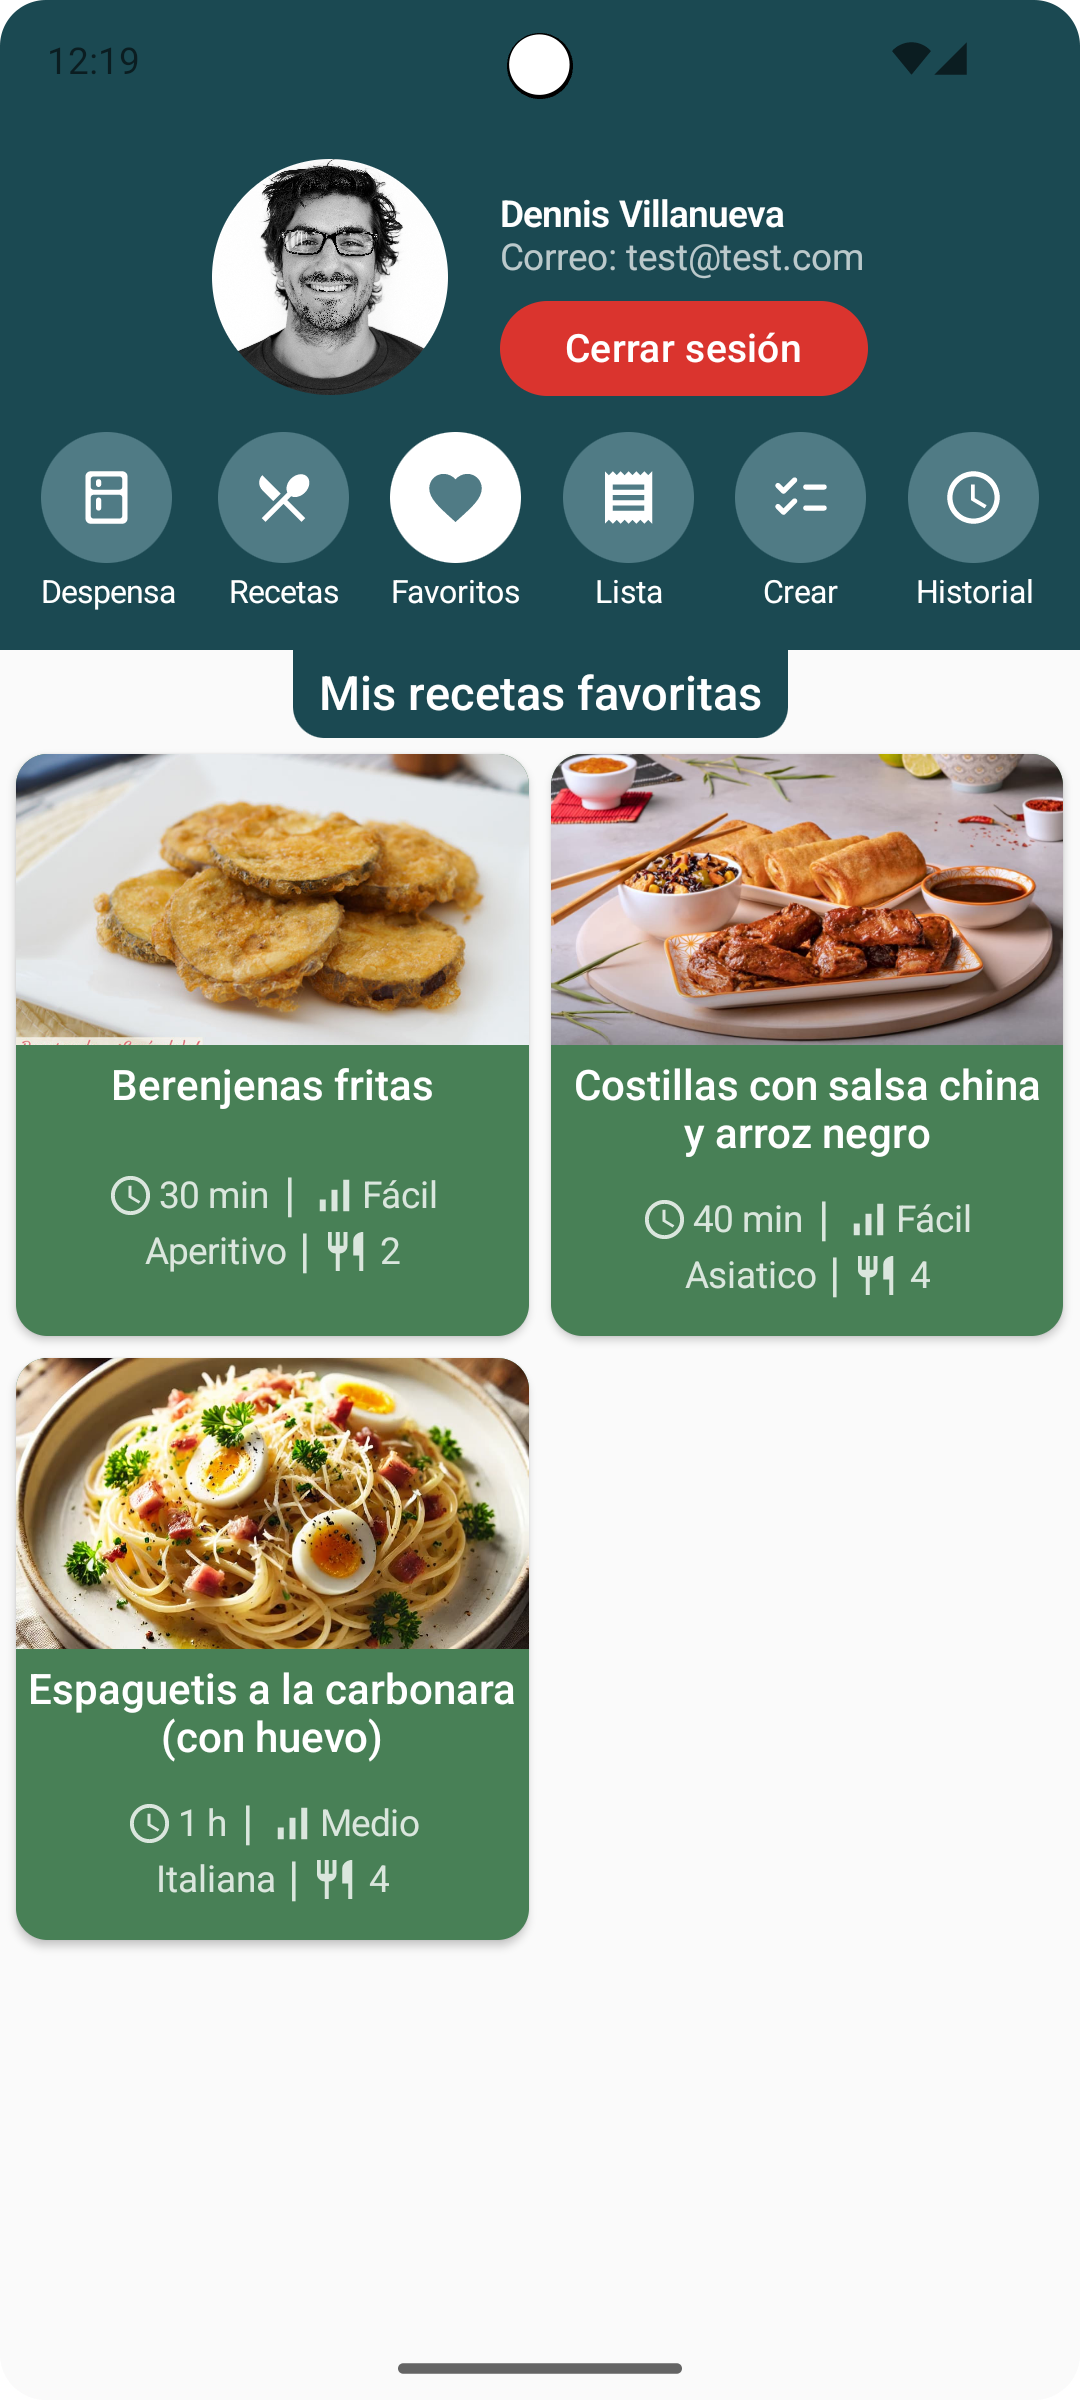 12:19
Dennis Villanueva
Correo: test@test.com
Cerrar sesión
Despensa
Recetas
Favoritos
Lista
Crear
Historial
Mis recetas favoritas
Berenjenas fritas
30 min | Fácil
Aperitivo | 2
Costillas con salsa china
y arroz negro
40 min | Fácil
Asiatico | 4
Espaguetis a la carbonara
(con huevo)
1 h | Medio
Italiana | 4